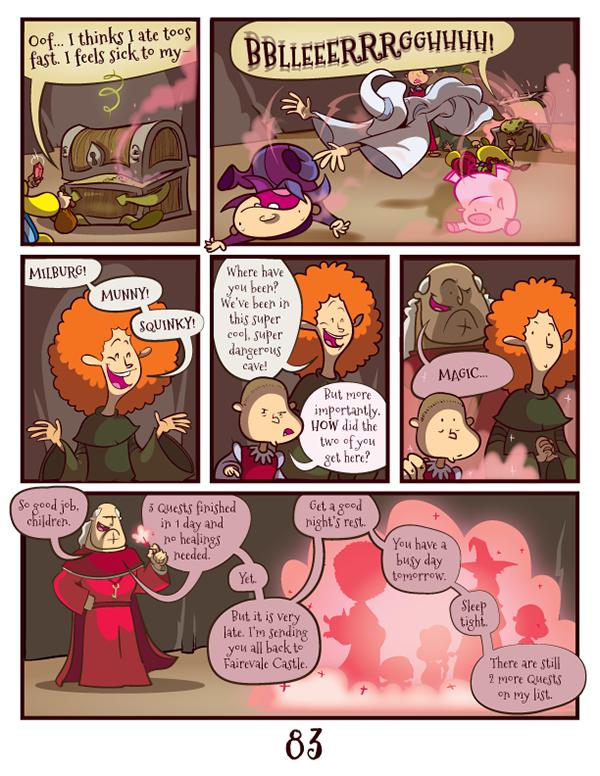 Oof... I thinks I ate toos
fast. I feels sick to my–
BBLLEEERRRGGHHHH!
MILBURG!
MUNNY!
SQUINKY!
Where have
you been?
We've been in
this super
cool, super
dangerous
cave!
But more
importantly,
HOW did the
two of you
get here?
MAGIC...
So good job,
children.
3 Quests finished
in 1 day and
no healings
needed.
Yet.
But it is very
late. I'm sending
you all back to
Fairevale Castle.
Get a good
night's rest.
You have a
busy day
tomorrow.
Sleep
tight.
There are still
2 more Quests
on my list.
83